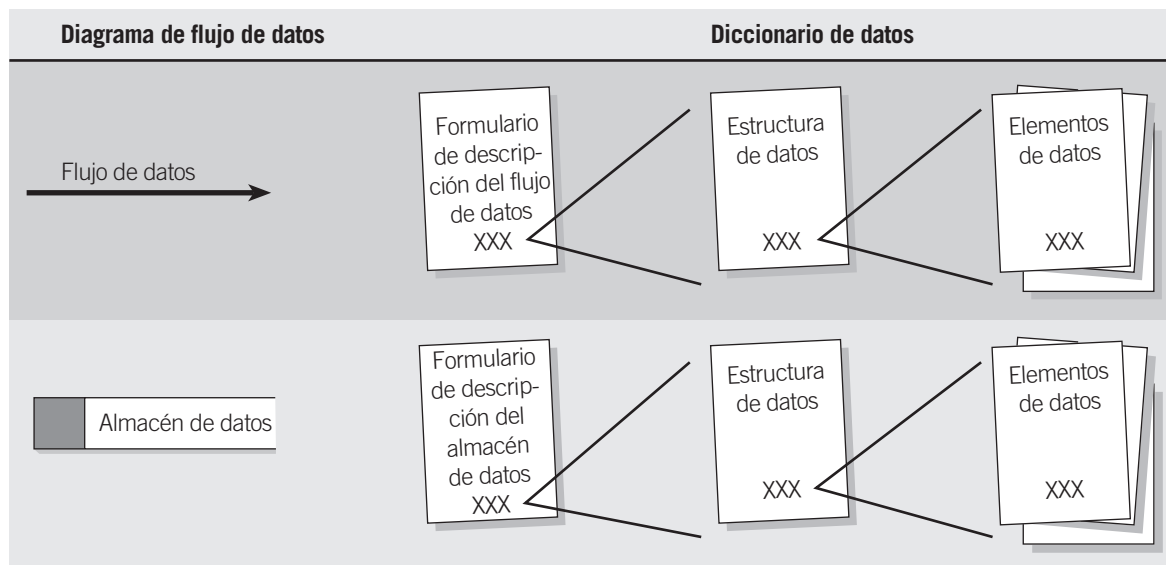 Diagrama de flujo de datos
Diccionario de datos
Flujo de datos
Formulario
de descrip-
ción del flujo
de datos
XXX
Estructura
de datos
XXX
Elementos
de datos
XXX
Almacén de datos
Formulario
de descrip-
ción del
almacén
de datos
XXX
Estructura
de datos
XXX
Elementos
de datos
XXX